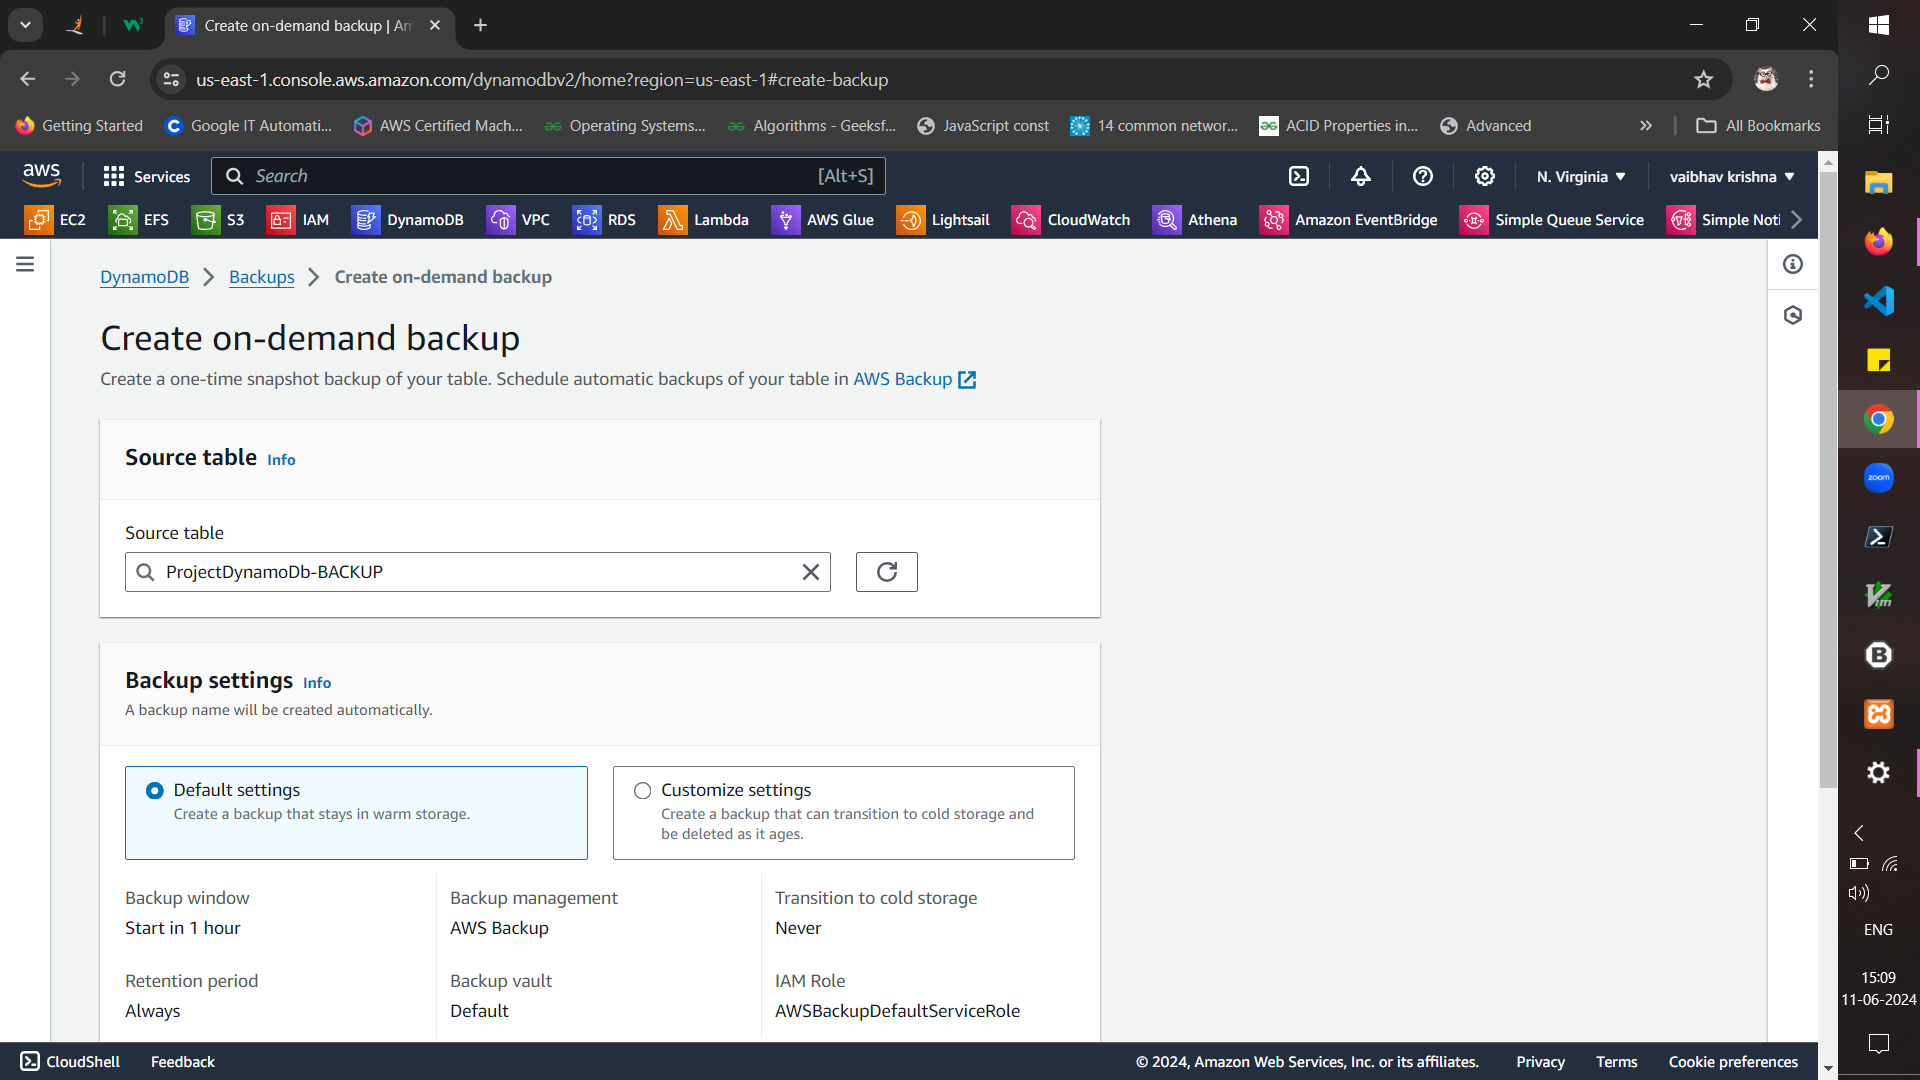 Create on-demand backup | Am
us-east-1.console.aws.amazon.com/dynamodbv2/home?region=us-east-1#create-backup
Getting Started
Google IT Automati...
AWS Certified Mach...
Operating Systems...
Algorithms - Geeksf...
JavaScript const
14 common networ...
ACID Properties in...
Advanced
»
All Bookmarks
aws
Services
Search
[Alt+S]
N. Virginia
vaibhav krishna
EC2
EFS
S3
IAM
DynamoDB
VPC
RDS
Lambda
AWS Glue
Lightsail
CloudWatch
Athena
Amazon EventBridge
Simple Queue Service
Simple Noti
DynamoDB
Backups
Create on-demand backup
Create on-demand backup
Create a one-time snapshot backup of your table. Schedule automatic backups of your table in AWS Backup
Source table Info
Source table
ProjectDynamoDb-BACKUP
Backup settings Info
A backup name will be created automatically.
Default settings
Create a backup that stays in warm storage.
Customize settings
Create a backup that can transition to cold storage and
be deleted as it ages.
Backup window
Start in 1 hour
Backup management
AWS Backup
Transition to cold storage
Never
Retention period
Always
Backup vault
Default
IAM Role
AWSBackupDefaultServiceRole
CloudShell
Feedback
© 2024, Amazon Web Services, Inc. or its affiliates.
Privacy
Terms
Cookie preferences
zoom
Vim
B
ENG
15:09
11-06-2024